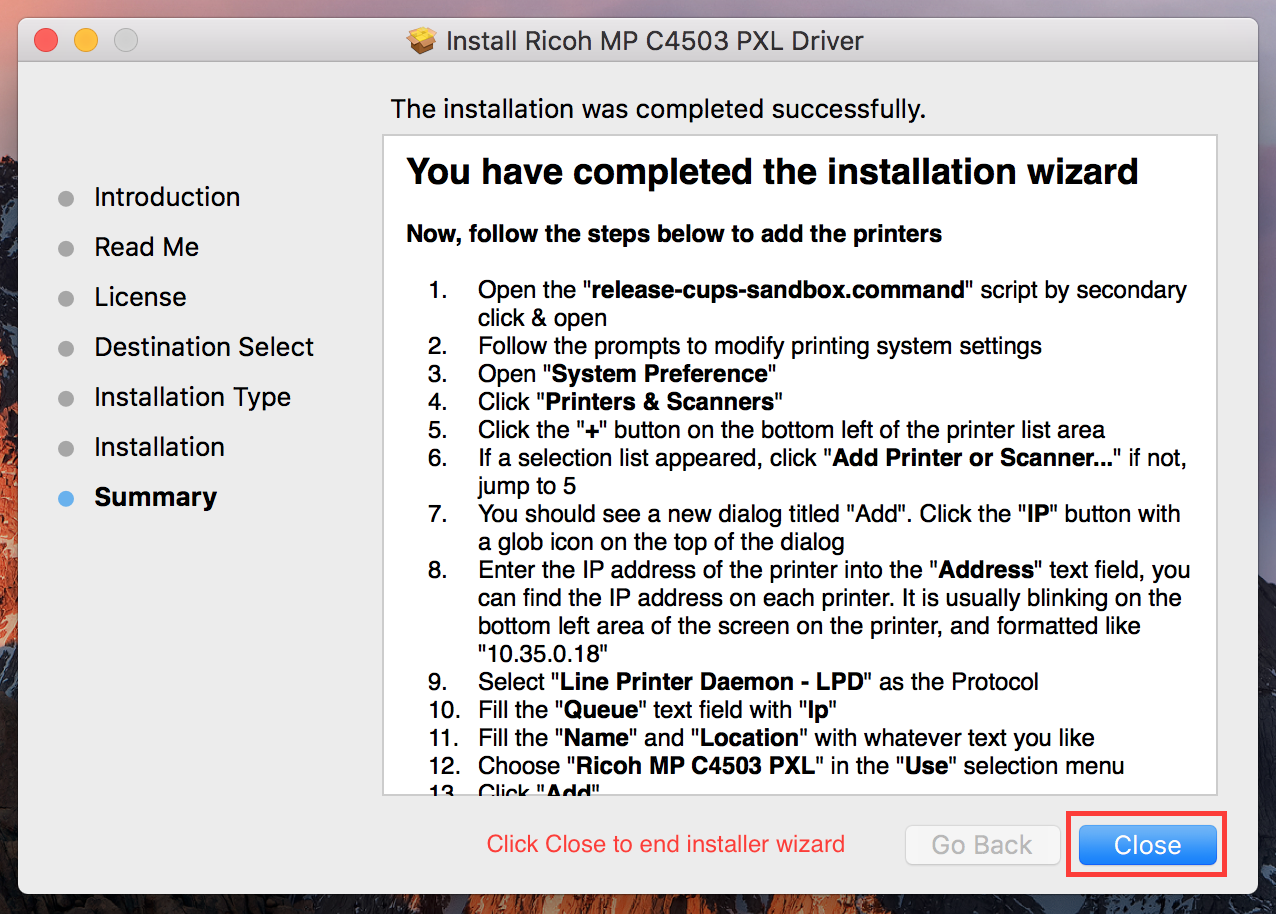 Install Ricoh MP C4503 PXL Driver
The installation was completed successfully.
Introduction
Read Me
License
Destination Select
Installation Type
Installation
Summary
You have completed the installation wizard
Now, follow the steps below to add the printers
1. Open the "release-cups-sandbox.command" script by secondary
click & open
2. Follow the prompts to modify printing system settings
3. Open "System Preference"
4. Click "Printers & Scanners"
5. Click the "+" button on the bottom left of the printer list area
6. If a selection list appeared, click "Add Printer or Scanner..." if not,
jump to 5
7. You should see a new dialog titled "Add". Click the "IP" button with
a glob icon on the top of the dialog
8. Enter the IP address of the printer into the "Address" text field, you
can find the IP address on each printer. It is usually blinking on the
bottom left area of the screen on the printer, and formatted like
"10.35.0.18"
9. Select "Line Printer Daemon - LPD" as the Protocol
10. Fill the "Queue" text field with "lp"
11. Fill the "Name" and "Location" with whatever text you like
12. Choose "Ricoh MP C4503 PXL" in the "Use" selection menu
13. Click "Add"
Click Close to end installer wizard
Go Back
Close